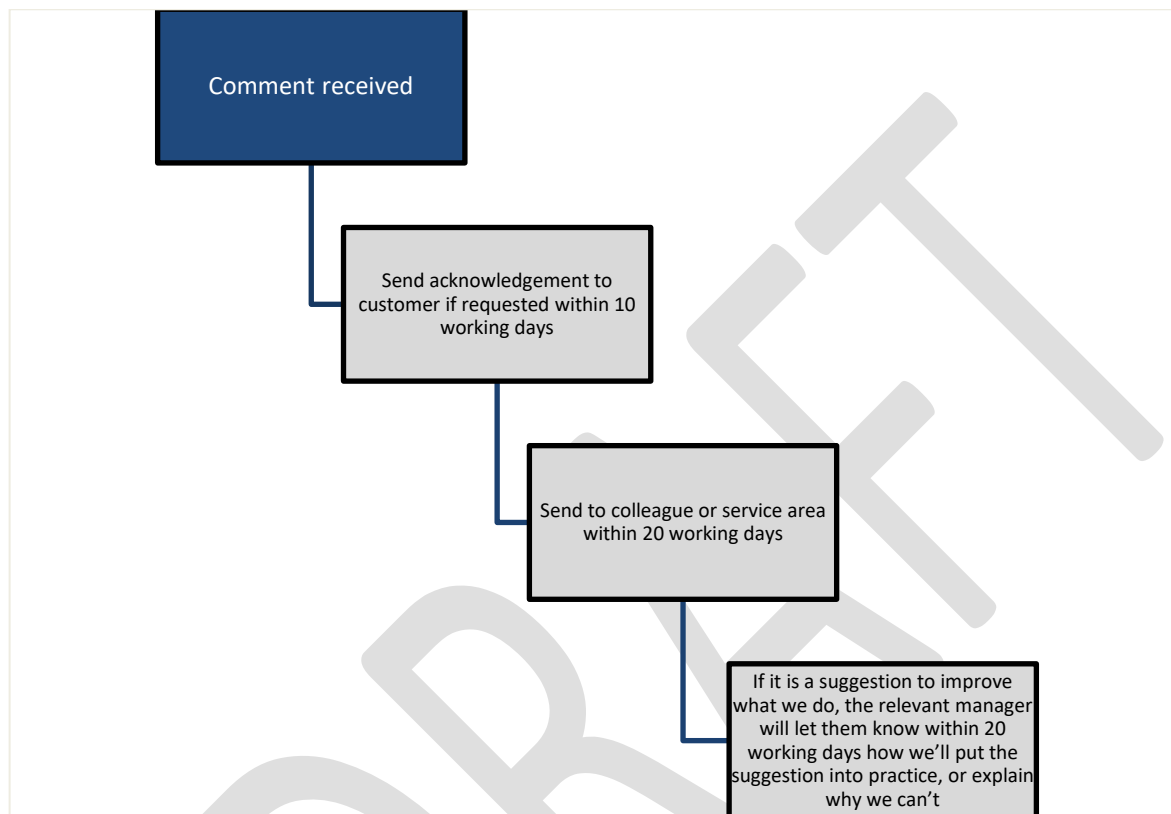 Comment received
Send acknowledgement to
customer if requested within 10
working days
Send to colleague or service area
within 20 working days
If it is a suggestion to improve
what we do, the relevant manager
will let them know within 20
working days how we’ll put the
suggestion into practice, or explain
why we can’t
DRAFT